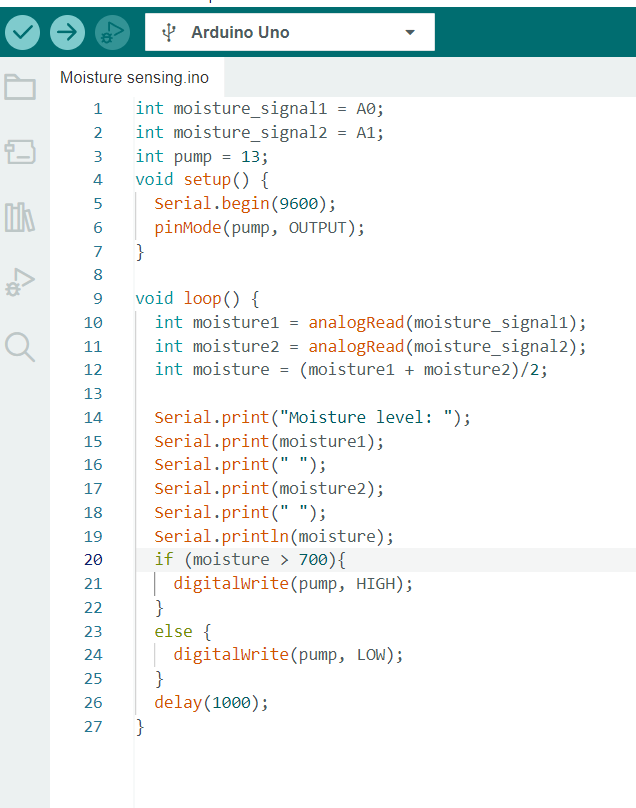 Arduino Uno
Moisture sensing.ino
1 int moisture_signal1 = A0;
2 int moisture_signal2 = A1;
3 int pump = 13;
4 void setup() {
5 Serial.begin(9600);
6 pinMode(pump, OUTPUT);
7 }
8
9 void loop() {
10 int moisture1 = analogRead(moisture_signal1);
11 int moisture2 = analogRead(moisture_signal2);
12 int moisture = (moisture1 + moisture2)/2;
13
14 Serial.print("Moisture level: ");
15 Serial.print(moisture1);
16 Serial.print(" ");
17 Serial.print(moisture2);
18 Serial.print(" ");
19 Serial.println(moisture);
20 if (moisture > 700){
21 digitalWrite(pump, HIGH);
22 }
23 else {
24 digitalWrite(pump, LOW);
25 }
26 delay(1000);
27 }